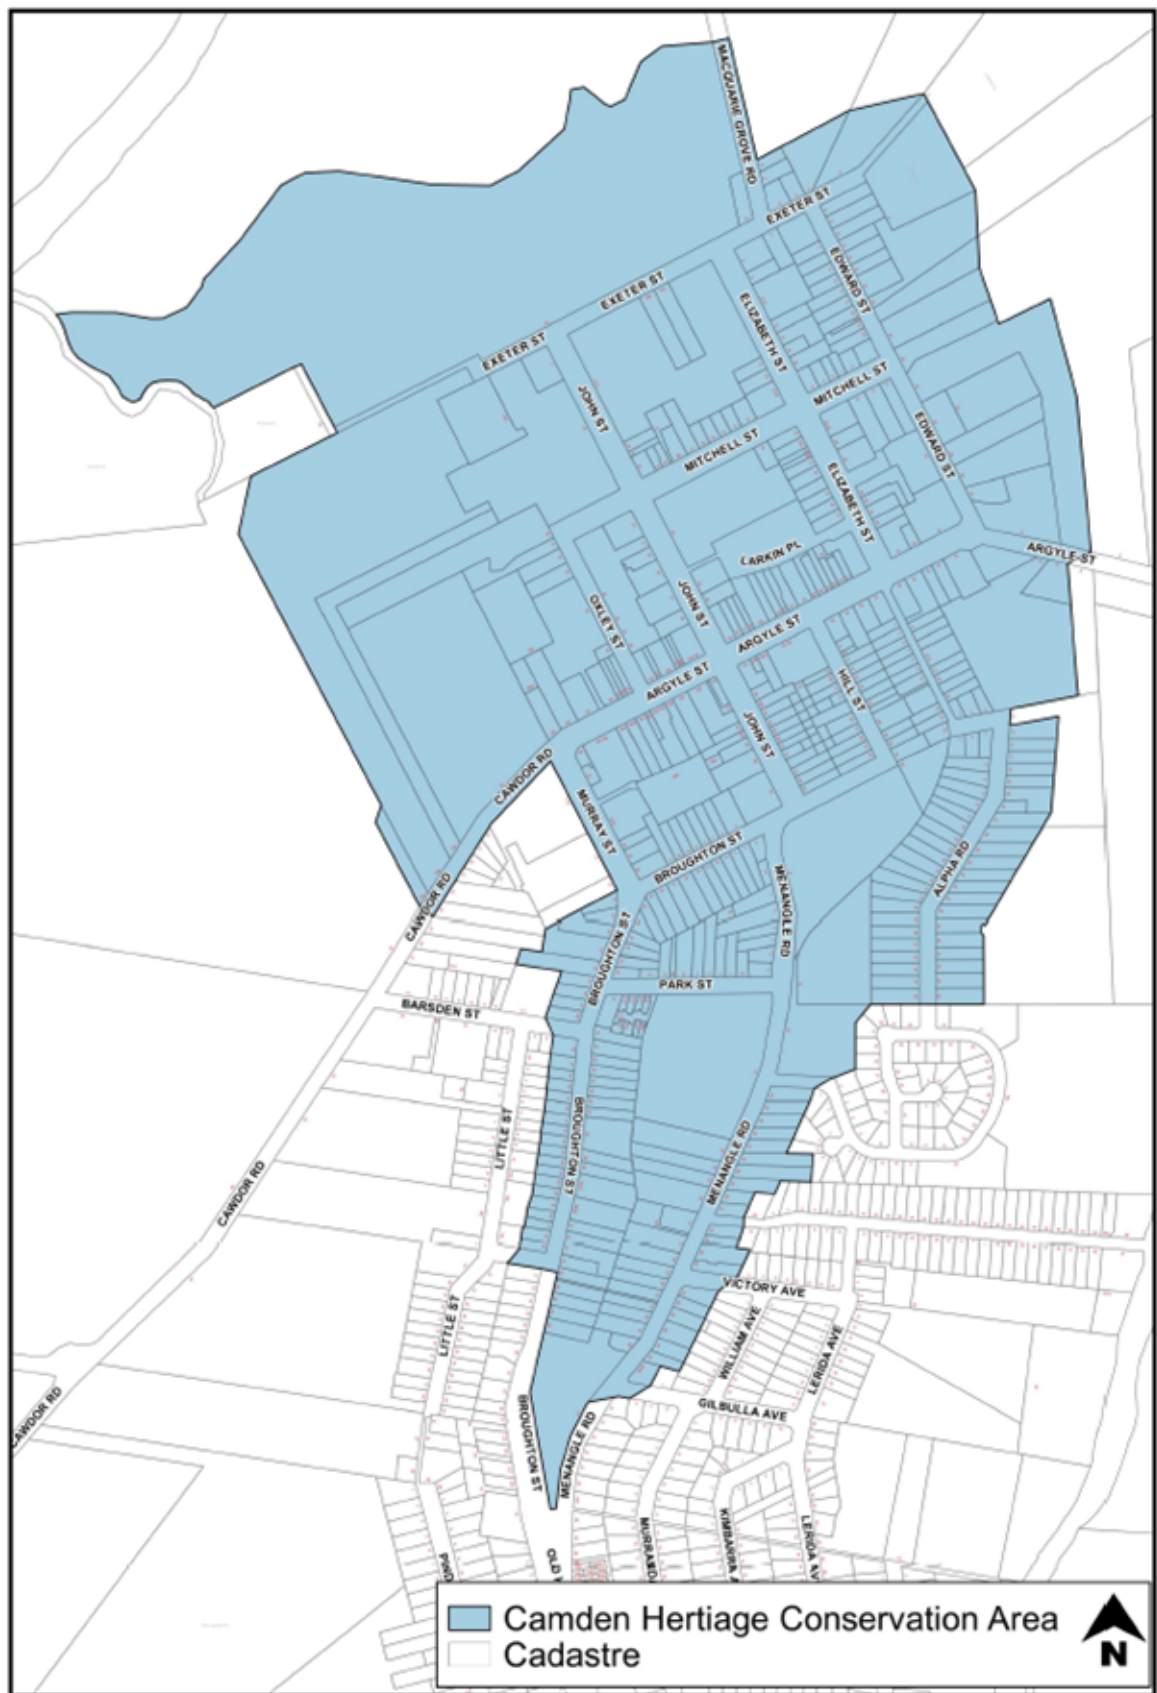 MACQUARIE GROVE RD
EXETER ST
EDWARD ST
EXETER ST
ELIZABETH ST
EXETER ST
MITCHELL ST
JOHN ST
EDWARD ST
MITCHELL ST
ELIZABETH ST
LARKIN PL
ARGYLE ST
JOHN ST
OXLEY ST
ARGYLE ST
ARGYLE ST
HILL ST
JOHN ST
CAWDOR RD
MURRAY ST
BROUGHTON ST
ALPHA RD
CAWDOR RD
MENANGLE RD
BROUGHTON ST
PARK ST
BARSDEN ST
LITTLE ST
BROUGHTON ST
MENANGLE RD
CAWDOR RD
VICTORY AVE
LITTLE ST
WILLIAM AVE
LERIDA AVE
CAWDOR RD
BROUGHTON ST
GILBULLA AVE
MENANGLE RD
Camden Hertiage Conservation Area
Cadastre
N